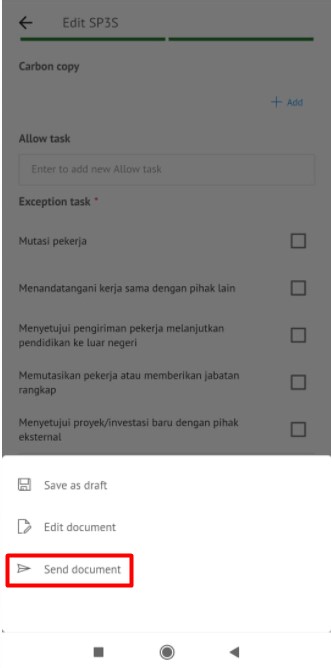 Edit SP3S
Carbon copy
+ Add
Allow task
Enter to add new Allow task
Exception task *
Mutasi pekerja
Menandatangani kerja sama dengan pihak lain
Menyetujui pengiriman pekerja melanjutkan
pendidikan ke luar negeri
Memutasikan pekerja atau memberikan jabatan
rangkap
Menyetujui proyek/investasi baru dengan pihak
eksternal
Save as draft
Edit document
Send document